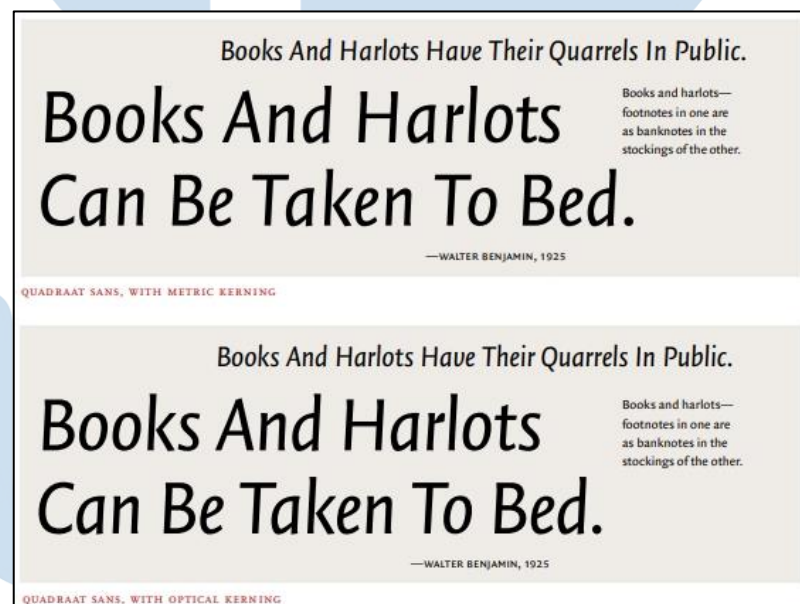 Books And Harlots Have Their Quarrels In Public.
Books And Harlots
Can Be Taken To Bed.
Books and harlots—
footnotes in one are
as banknotes in the
stockings of the other.
—WALTER BENJAMIN, 1925
QUADRAAT SANS, WITH METRIC KERNING
Books And Harlots Have Their Quarrels In Public.
Books And Harlots
Can Be Taken To Bed.
Books and harlots—
footnotes in one are
as banknotes in the
stockings of the other.
—WALTER BENJAMIN, 1925
QUADRAAT SANS, WITH OPTICAL KERNING